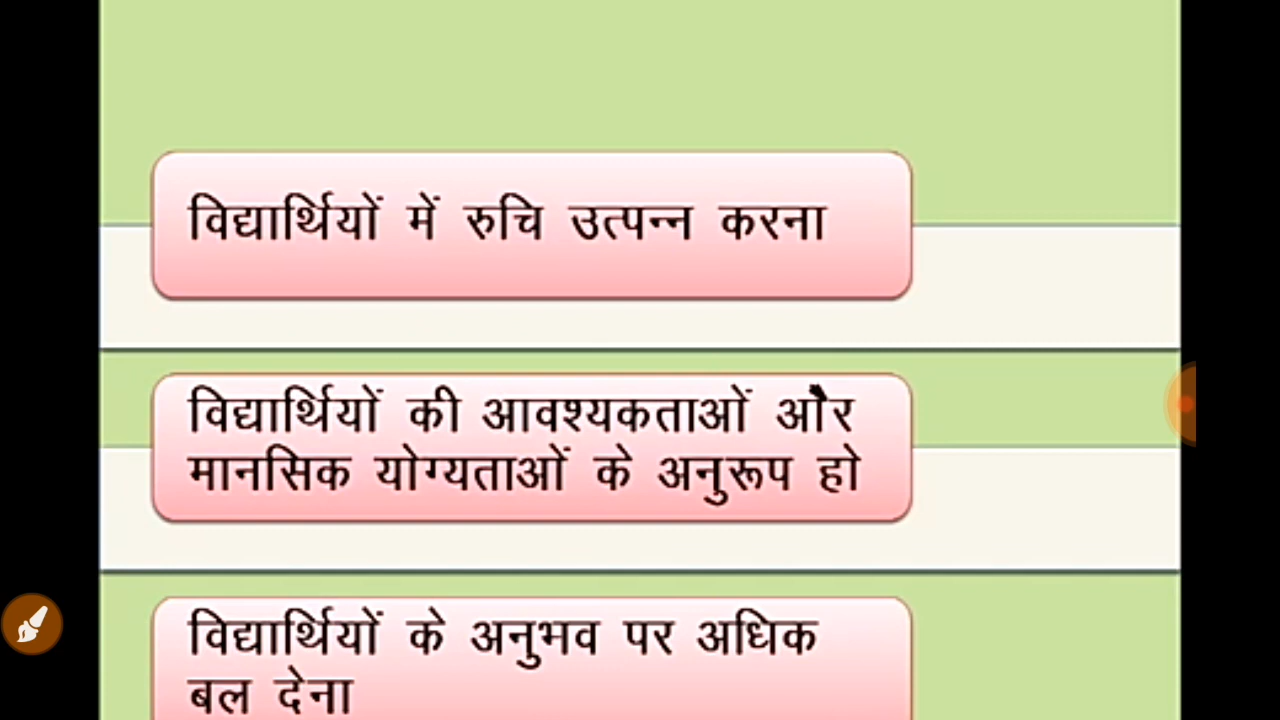 विद्यार्थियों में रुचि उत्पन्न करना
विद्यार्थियों की आवश्यकताओं और
मानसिक योग्यताओं के अनुरूप हो
विद्यार्थियों के अनुभव पर अधिक
बल देना